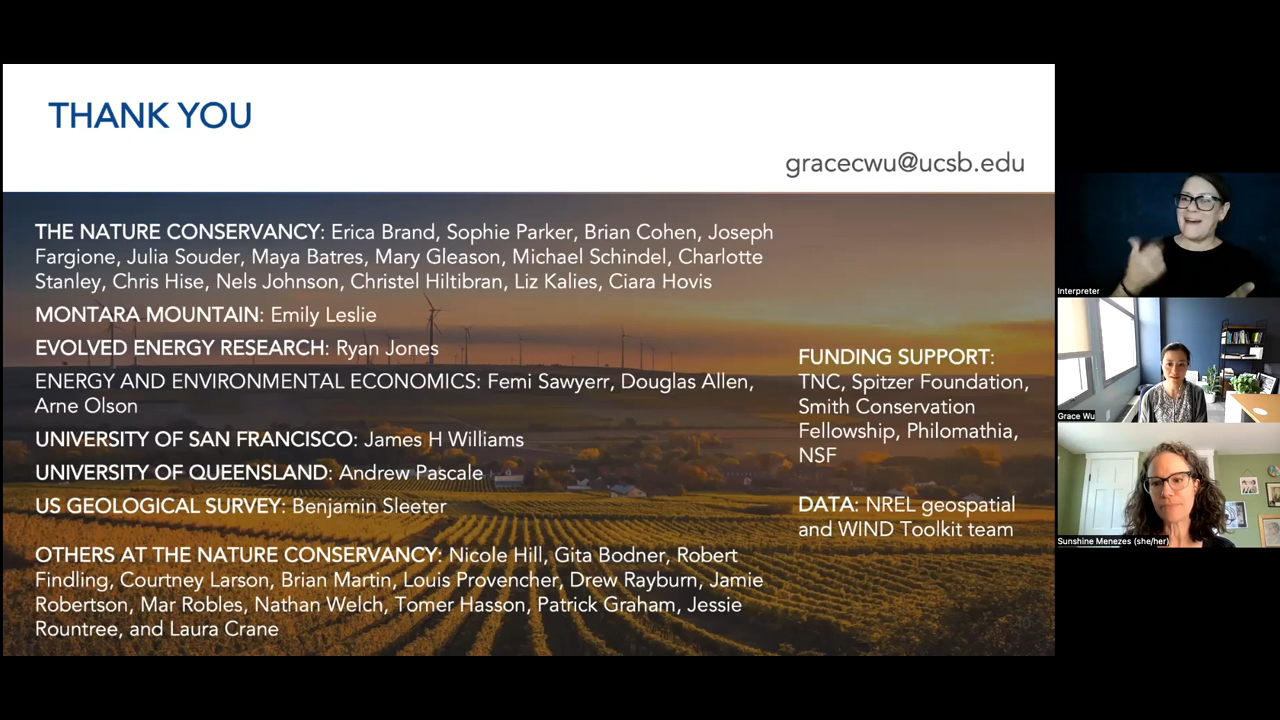 THANK YOU
gracecwu@ucsb.edu
THE NATURE CONSERVANCY: Erica Brand, Sophie Parker, Brian Cohen, Joseph
Fargione, Julia Souder, Maya Batres, Mary Gleason, Michael Schindel, Charlotte
Stanley, Chris Hise, Nels Johnson, Christel Hiltibran, Liz Kalies, Ciara Hovis
MONTARA MOUNTAIN: Emily Leslie
EVOLVED ENERGY RESEARCH: Ryan Jones
ENERGY AND ENVIRONMENTAL ECONOMICS: Femi Sawyerr, Douglas Allen,
Arne Olson
UNIVERSITY OF SAN FRANCISCO: James H Williams
UNIVERSITY OF QUEENSLAND: Andrew Pascale
US GEOLOGICAL SURVEY: Benjamin Sleeter
OTHERS AT THE NATURE CONSERVANCY: Nicole Hill, Gita Bodner, Robert
Findling, Courtney Larson, Brian Martin, Louis Provencher, Drew Rayburn, Jamie
Robertson, Mar Robles, Nathan Welch, Tomer Hasson, Patrick Graham, Jessie
Rountree, and Laura Crane
FUNDING SUPPORT:
TNC, Spitzer Foundation,
Smith Conservation
Fellowship, Philomathia,
NSF
DATA: NREL geospatial
and WIND Toolkit team
Interpreter
Grace Wu
Sunshine Menezes (she/her)